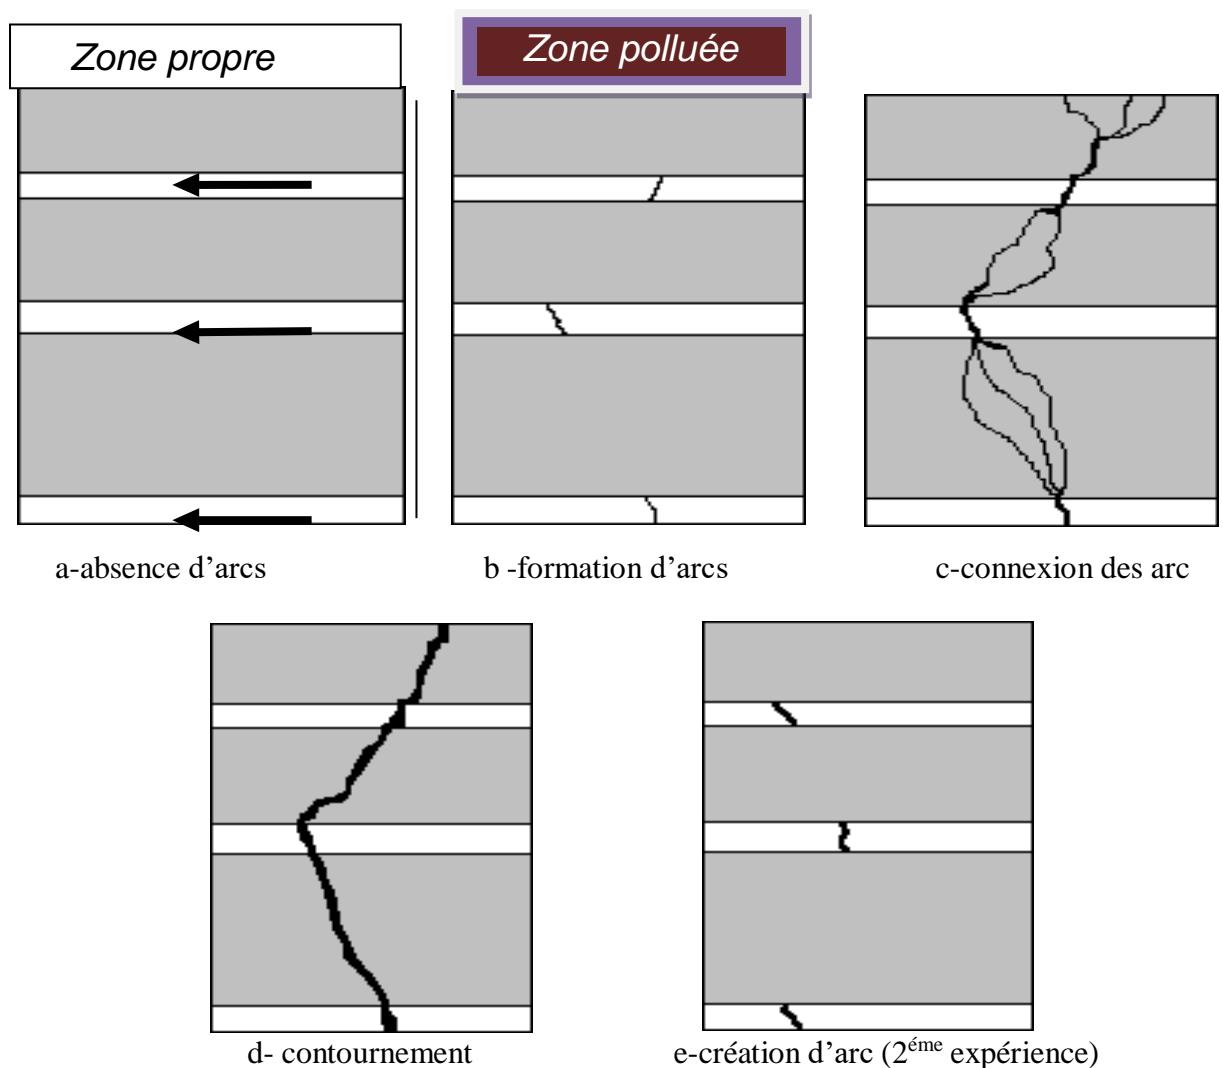 Zone propre
Zone polluée
a-absence d'arcs
b -formation d'arcs
c-connexion des arc
d- contournement
e-création d'arc (2éme expérience)